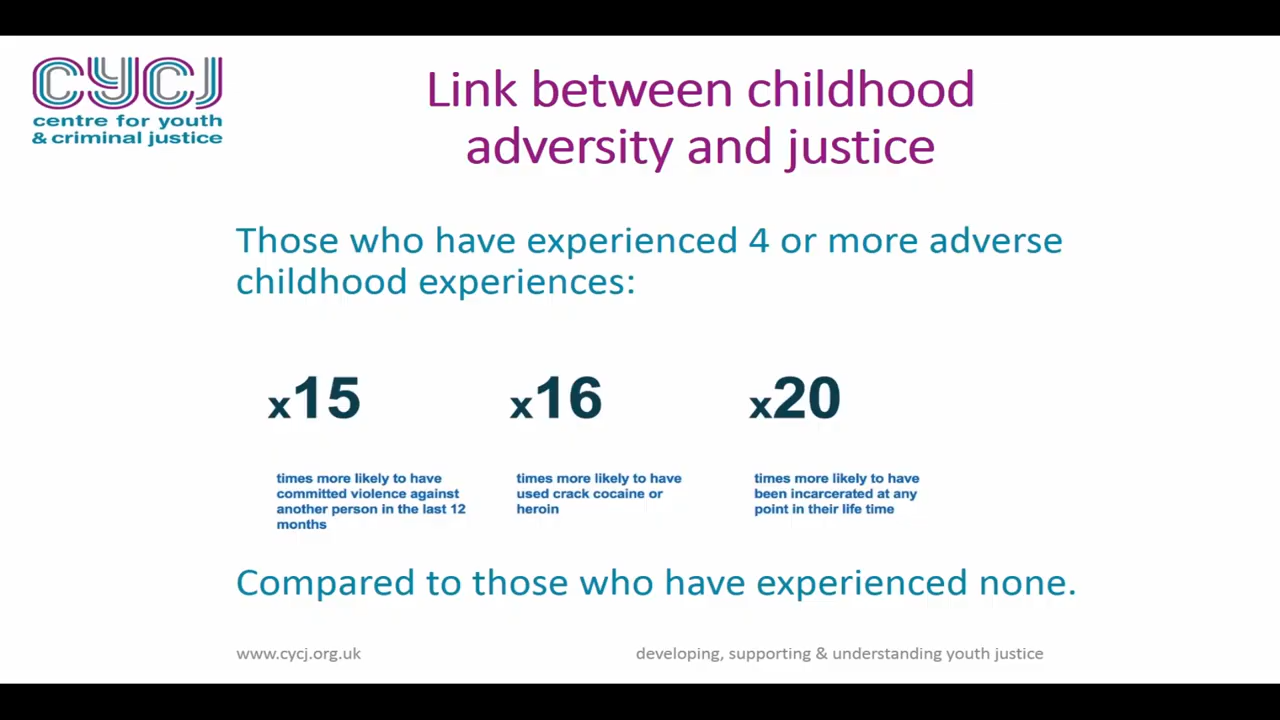 CYCJ
centre for youth
& criminal justice
Link between childhood
adversity and justice
Those who have experienced 4 or more adverse
childhood experiences:
x15
times more likely to have
committed violence against
another person in the last 12
months
x16
times more likely to have
used crack cocaine or
heroin
x20
times more likely to have
been incarcerated at any
point in their life time
Compared to those who have experienced none.
www.cycj.org.uk
developing, supporting & understanding youth justice